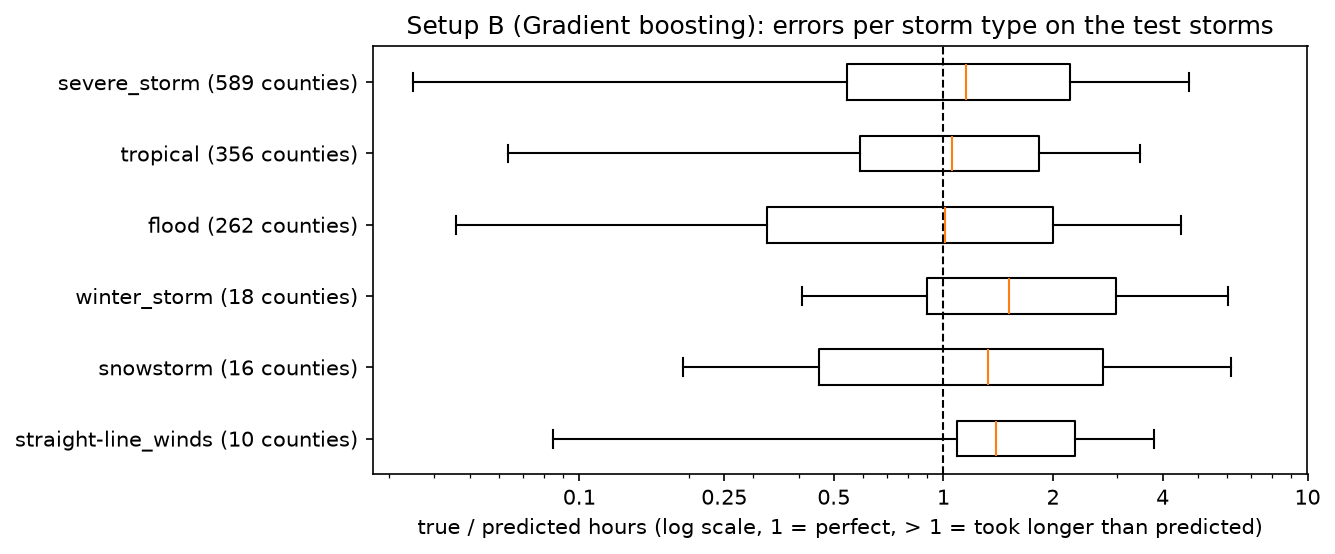 Setup B (Gradient boosting): errors per storm type on the test storms
severe_storm (589 counties)
tropical (356 counties)
flood (262 counties)
winter_storm (18 counties)
snowstorm (16 counties)
straight-line_winds (10 counties)
0.1 0.25 0.5 1 2 4 10
true / predicted hours (log scale, 1 = perfect, > 1 = took longer than predicted)